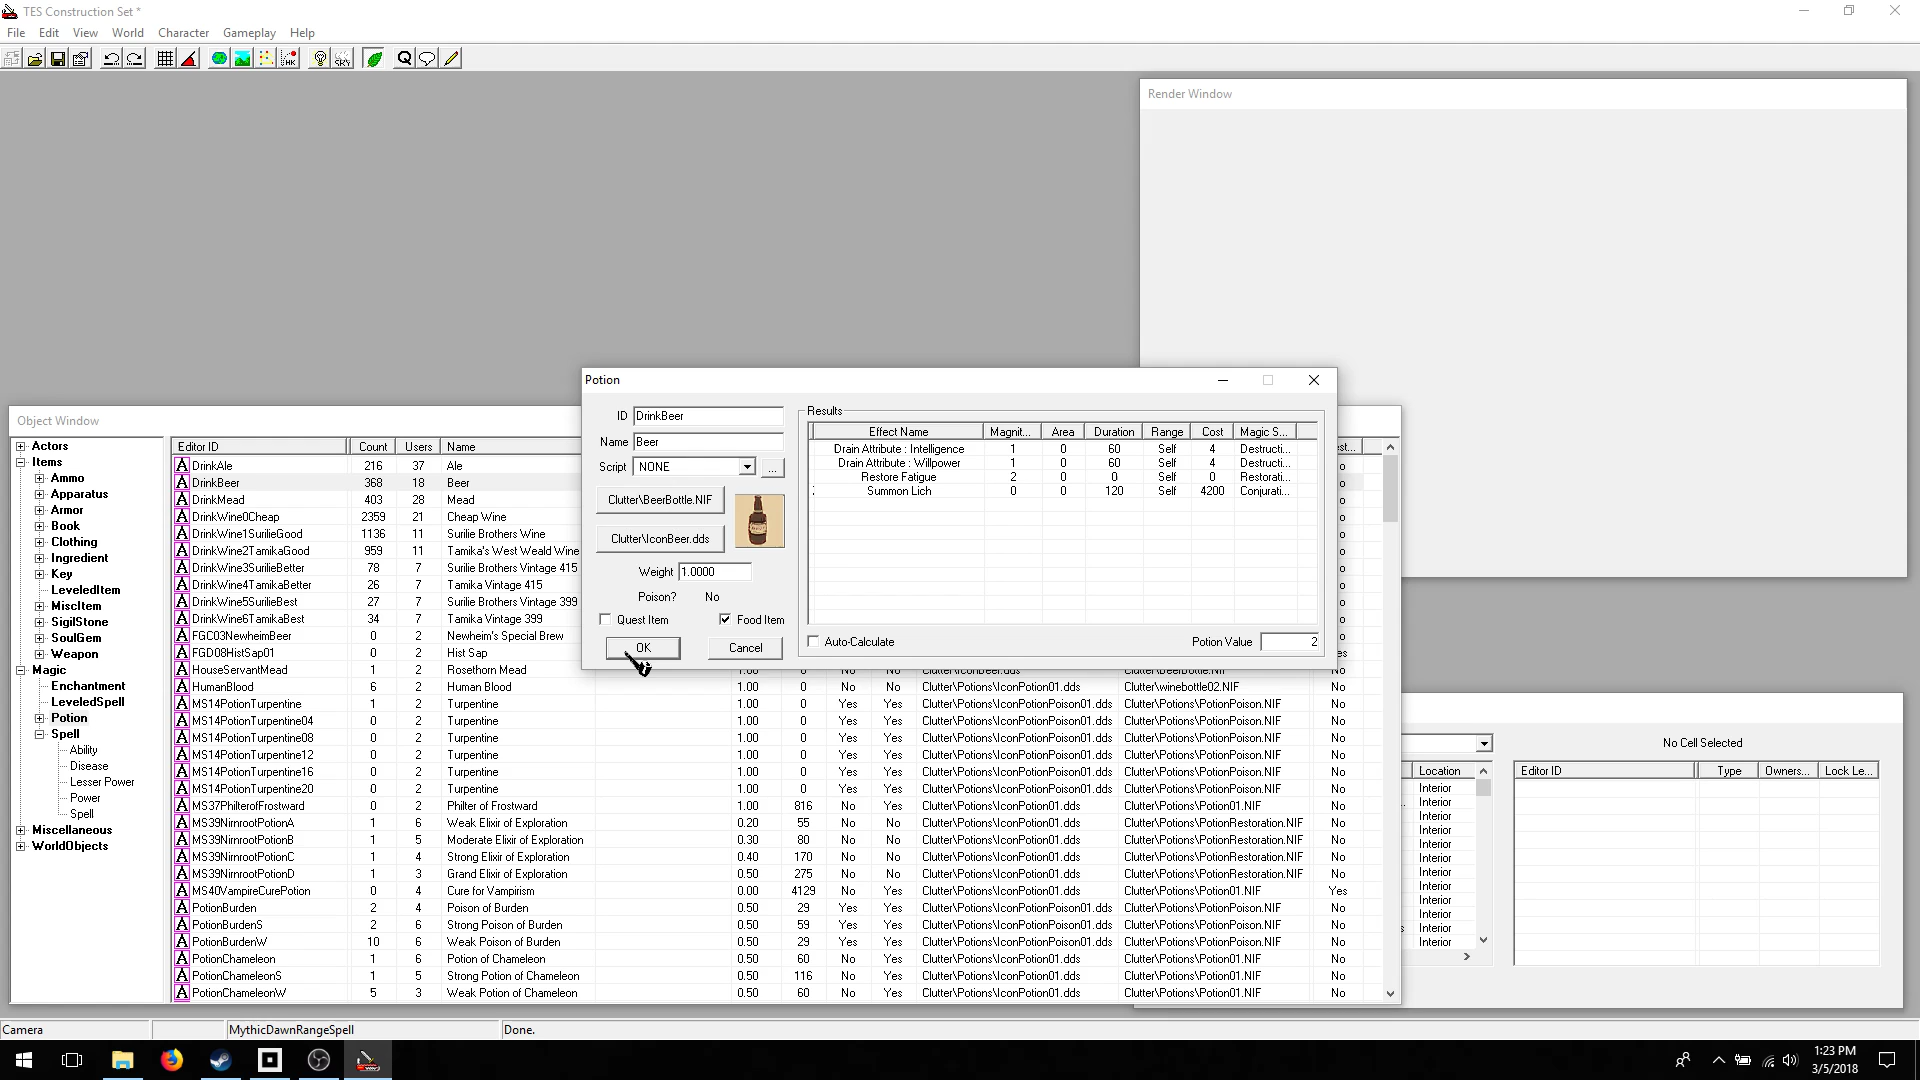 TES Construction Set *
File Edit View World Character Gameplay Help
Render Window
Potion
ID DrinkBeer
Name Beer
Script NONE ...
Clutter\BeerBottle.NIF
Clutter\IconBeer.dds
Weight 1.0000
Poison? No
Quest Item Food Item
OK Cancel
Results
Effect Name Magnit... Area Duration Range Cost Magic S...
Drain Attribute : Intelligence 1 0 60 Self 4 Destructi...
Drain Attribute : Willpower 1 0 60 Self 4 Destructi...
Restore Fatigue 2 0 0 Self 0 Restorati...
Summon Lich 0 0 120 Self 4200 Conjurati...
Auto-Calculate Potion Value 2
Object Window
Actors
Items
Ammo
Apparatus
Armor
Book
Clothing
Ingredient
Key
LeveledItem
MiscItem
SigilStone
SoulGem
Weapon
Magic
Enchantment
LeveledSpell
Potion
Spell
Ability
Disease
Lesser Power
Power
Spell
Miscellaneous
WorldObjects
Editor ID Count Users Name
DrinkAle 216 37 Ale
DrinkBeer 368 18 Beer
DrinkMead 403 28 Mead
DrinkWine0Cheap 2359 21 Cheap Wine
DrinkWine1SurilieGood 1136 11 Surilie Brothers Wine
DrinkWine2TamikaGood 959 11 Tamika's West Weald Wine
DrinkWine3SurilieBetter 78 7 Surilie Brothers Vintage 415
DrinkWine4TamikaBetter 26 7 Tamika Vintage 415
DrinkWine5SurilieBest 27 7 Surilie Brothers Vintage 399
DrinkWine6TamikaBest 34 7 Tamika Vintage 399
FGC03NewheimBeer 0 2 Newheim's Special Brew
FGD08HistSap01 0 2 Hist Sap
HouseServantMead 1 2 Rosethorn Mead
HumanBlood 6 2 Human Blood 1.00 0 No No Clutter\Potions\IconPotion01.dds Clutter\winebottle02.NIF No
MS14PotionTurpentine 1 2 Turpentine 1.00 0 Yes Yes Clutter\Potions\IconPotionPoison01.dds Clutter\Potions\PotionPoison.NIF No
MS14PotionTurpentine04 0 2 Turpentine 1.00 0 Yes Yes Clutter\Potions\IconPotionPoison01.dds Clutter\Potions\PotionPoison.NIF No
MS14PotionTurpentine08 0 2 Turpentine 1.00 0 Yes Yes Clutter\Potions\IconPotionPoison01.dds Clutter\Potions\PotionPoison.NIF No
MS14PotionTurpentine12 0 2 Turpentine 1.00 0 Yes Yes Clutter\Potions\IconPotionPoison01.dds Clutter\Potions\PotionPoison.NIF No
MS14PotionTurpentine16 0 2 Turpentine 1.00 0 Yes Yes Clutter\Potions\IconPotionPoison01.dds Clutter\Potions\PotionPoison.NIF No
MS14PotionTurpentine20 0 2 Turpentine 1.00 0 Yes Yes Clutter\Potions\IconPotionPoison01.dds Clutter\Potions\PotionPoison.NIF No
MS37PhilterofFrostward 0 2 Philter of Frostward 1.00 816 No Yes Clutter\Potions\IconPotion01.dds Clutter\Potions\Potion01.NIF No
MS39NirnrootPotionA 1 6 Weak Elixir of Exploration 0.20 55 No No Clutter\Potions\IconPotion01.dds Clutter\Potions\PotionRestoration.NIF No
MS39NirnrootPotionB 1 5 Moderate Elixir of Exploration 0.30 80 No No Clutter\Potions\IconPotion01.dds Clutter\Potions\PotionRestoration.NIF No
MS39NirnrootPotionC 1 4 Strong Elixir of Exploration 0.40 170 No No Clutter\Potions\IconPotion01.dds Clutter\Potions\PotionRestoration.NIF No
MS39NirnrootPotionD 1 3 Grand Elixir of Exploration 0.50 275 No No Clutter\Potions\IconPotion01.dds Clutter\Potions\PotionRestoration.NIF No
MS40VampireCurePotion 0 4 Cure for Vampirism 0.00 4129 No Yes Clutter\Potions\IconPotion01.dds Clutter\Potions\Potion01.NIF Yes
PotionBurden 2 4 Poison of Burden 0.50 29 Yes Yes Clutter\Potions\IconPotionPoison01.dds Clutter\Potions\PotionPoison.NIF No
PotionBurdenS 2 6 Strong Poison of Burden 0.50 59 Yes Yes Clutter\Potions\IconPotionPoison01.dds Clutter\Potions\PotionPoison.NIF No
PotionBurdenW 10 6 Weak Poison of Burden 0.50 29 Yes Yes Clutter\Potions\IconPotionPoison01.dds Clutter\Potions\PotionPoison.NIF No
PotionChameleon 1 6 Potion of Chameleon 0.50 60 No Yes Clutter\Potions\IconPotion01.dds Clutter\Potions\Potion01.NIF No
PotionChameleonS 1 5 Strong Potion of Chameleon 0.50 116 No Yes Clutter\Potions\IconPotion01.dds Clutter\Potions\Potion01.NIF No
PotionChameleonW 5 3 Weak Potion of Chameleon 0.50 60 No Yes Clutter\Potions\IconPotion01.dds Clutter\Potions\Potion01.NIF No
No Cell Selected
Location
Interior
Interior
Interior
Interior
Interior
Interior
Interior
Interior
Interior
Interior
Interior
Interior
Editor ID Type Owners... Lock Le...
Camera MythicDawnRangeSpell Done.
1:23 PM
3/5/2018